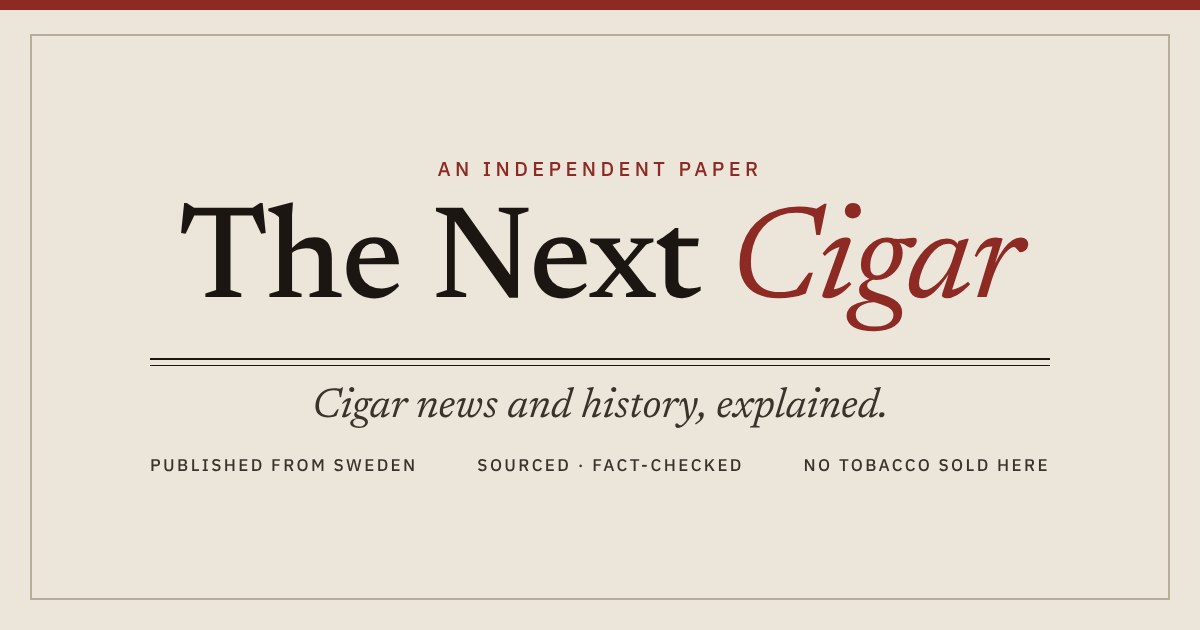 AN INDEPENDENT PAPER
The Next Cigar
Cigar news and history, explained.
PUBLISHED FROM SWEDEN SOURCED · FACT-CHECKED NO TOBACCO SOLD HERE